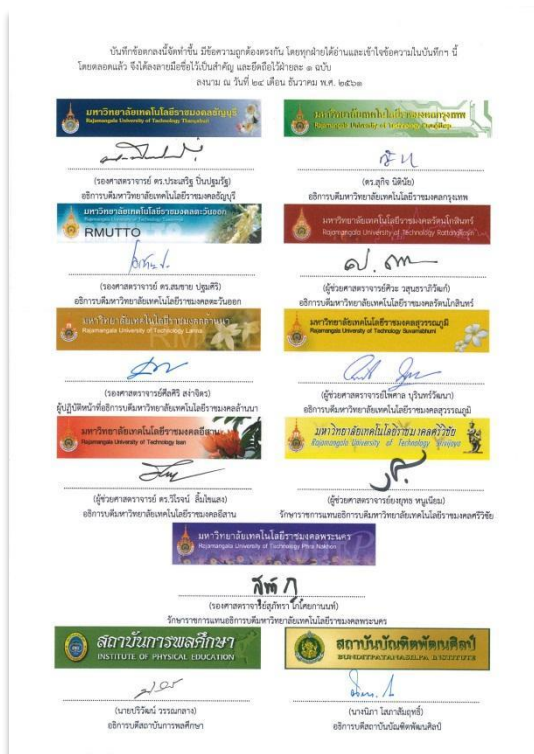 บันทึกข้อตกลงนี้จัดทำขึ้น มีข้อความถูกต้องตรงกัน โดยทุกฝ่ายได้อ่านและเข้าใจข้อความในบันทึกฯ นี้
โดยตลอดแล้ว จึงได้ลงลายมือชื่อไว้เป็นสำคัญ และยึดถือไว้ฝ่ายละ ๑ ฉบับ
ลงนาม ณ วันที่ ๒๔ เดือน ธันวาคม พ.ศ. ๒๕๖๑
มหาวิทยาลัยเทคโนโลยีราชมงคลธัญบุรี
Rajamangala University of Technology Thanyaburi
(รองศาสตราจารย์ ดร.ประเสริฐ ปิ่นปฐมรัฐ)
อธิการบดีมหาวิทยาลัยเทคโนโลยีราชมงคลธัญบุรี
มหาวิทยาลัยเทคโนโลยีราชมงคลกรุงเทพ
Rajamangala University of Technology Krungthep
(ดร.สุกิจ นิตินัย)
อธิการบดีมหาวิทยาลัยเทคโนโลยีราชมงคลกรุงเทพ
มหาวิทยาลัยเทคโนโลยีราชมงคลตะวันออก
Rajamangala University of Technology
RMUTTO
(รองศาสตราจารย์ ดร.สมชาย ปฐมศิริ)
อธิการบดีมหาวิทยาลัยเทคโนโลยีราชมงคลตะวันออก
มหาวิทยาลัยเทคโนโลยีราชมงคลรัตนโกสินทร์
Rajamangala University of Technology Rattanakosin
(ผู้ช่วยศาสตราจารย์ศิวะ วสุนธราภิวัฒก์)
อธิการบดีมหาวิทยาลัยเทคโนโลยีราชมงคลรัตนโกสินทร์
มหาวิทยาลัยเทคโนโลยีราชมงคลล้านนา
Rajamangala University of Technology Lanna
(รองศาสตราจารย์ศีลศิริ สง่าจิตร)
ผู้ปฏิบัติหน้าที่อธิการบดีมหาวิทยาลัยเทคโนโลยีราชมงคลล้านนา
มหาวิทยาลัยเทคโนโลยีราชมงคลสุวรรณภูมิ
Rajamangala University of Technology Suvarnabhumi
(ผู้ช่วยศาสตราจารย์ไพศาล บุรินทร์วัฒนา)
อธิการบดีมหาวิทยาลัยเทคโนโลยีราชมงคลสุวรรณภูมิ
มหาวิทยาลัยเทคโนโลยีราชมงคลอีสาน
Rajamangala University of Technology Isan
(ผู้ช่วยศาสตราจารย์ ดร.วิโรจน์ ลิ้มไขแสง)
อธิการบดีมหาวิทยาลัยเทคโนโลยีราชมงคลอีสาน
มหาวิทยาลัยเทคโนโลยีราชมงคลศรีวิชัย
Rajamangala University of Technology Srivijaya
(ผู้ช่วยศาสตราจารย์ยงยุทธ หนูเนียม)
รักษาราชการแทนอธิการบดีมหาวิทยาลัยเทคโนโลยีราชมงคลศรีวิชัย
มหาวิทยาลัยเทคโนโลยีราชมงคลพระนคร
Rajamangala University of Technology Phra Nakhon
(รองศาสตราจารย์สุภัทรา โกไศยกานนท์)
รักษาราชการแทนอธิการบดีมหาวิทยาลัยเทคโนโลยีราชมงคลพระนคร
สถาบันการพลศึกษา
INSTITUTE OF PHYSICAL EDUCATION
(นายปริวัฒน์ วรรณกลาง)
อธิการบดีสถาบันการพลศึกษา
สถาบันบัณฑิตพัฒนศิลป์
BUNDITPATANASILPA INSTITUTE
(นางนิภา โสภาสัมฤทธิ์)
อธิการบดีสถาบันบัณฑิตพัฒนศิลป์